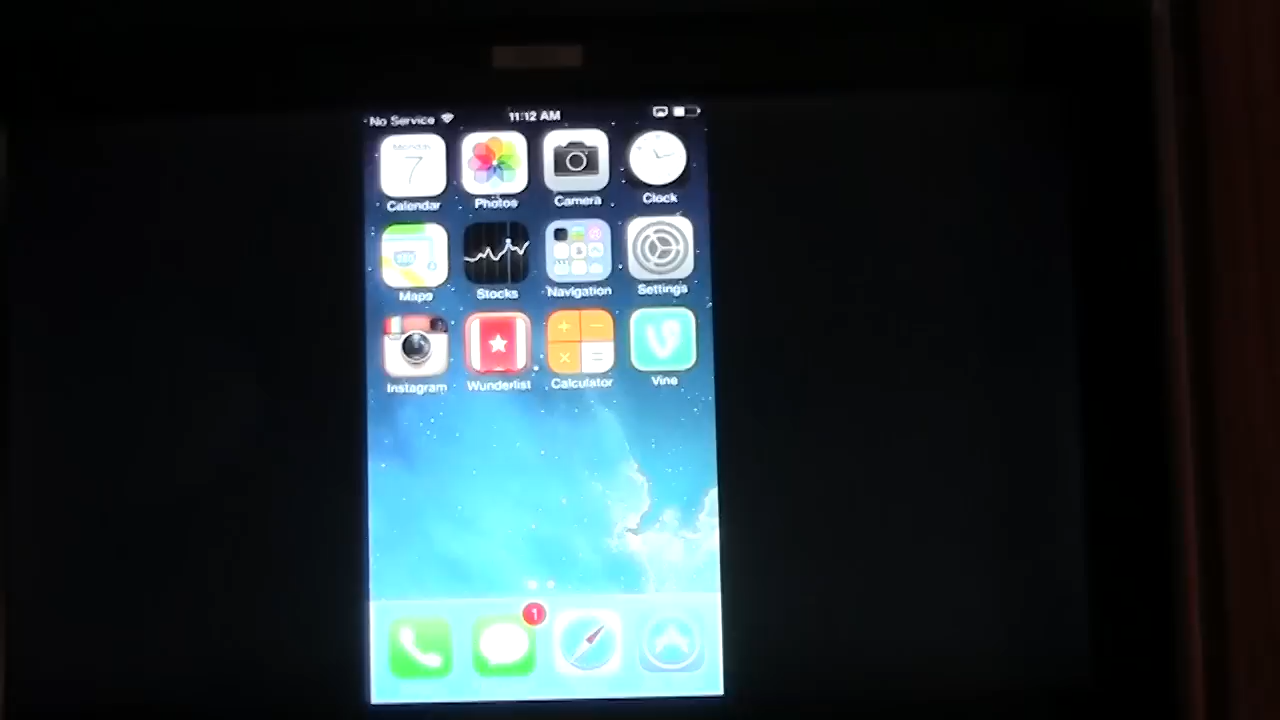 No Service 11:12 AM
Monday
7
Calendar Photos Camera Clock
Maps Stocks Navigation Settings
Instagram Wunderlist Calculator Vine
1